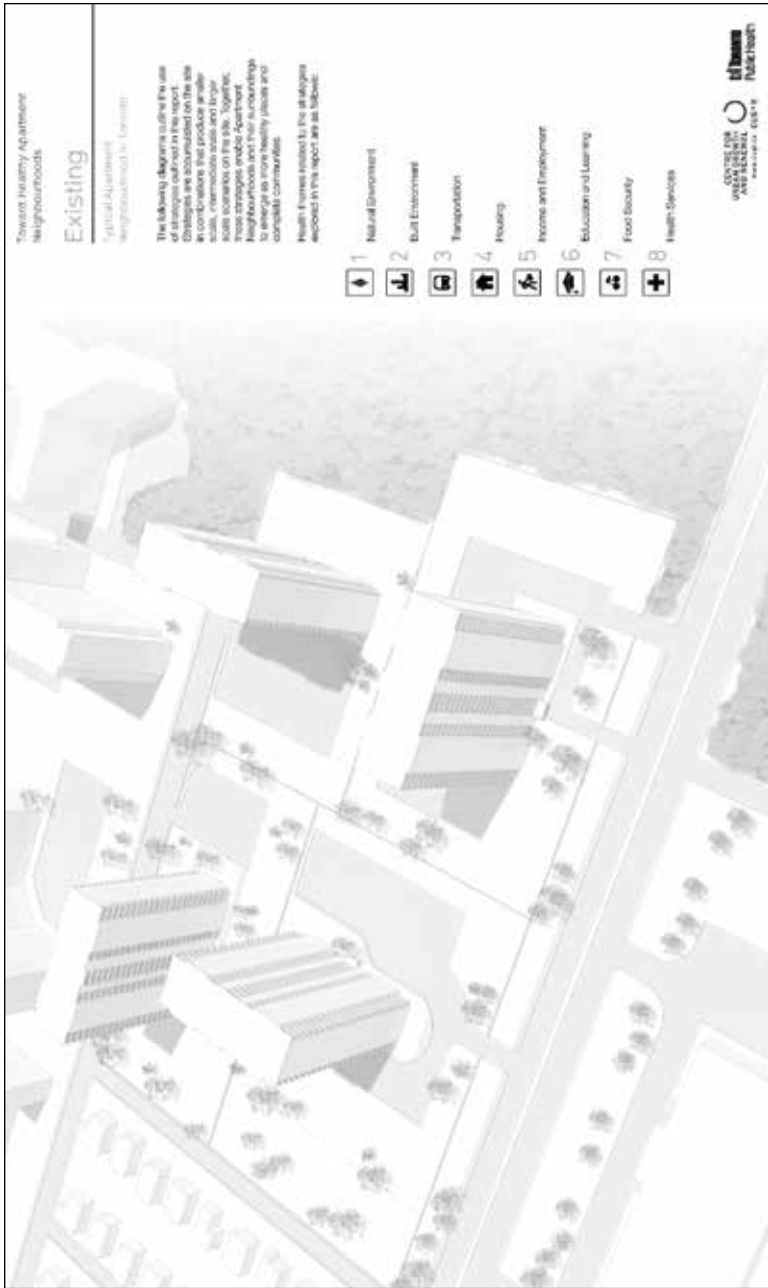 Toward Healthy Apartment
Neighbourhoods
Existing
Typical Apartment
Neighbourhood in Toronto
The following diagrams outline the use
of strategies outlined in this report.
Strategies are accumulated on the site
in combinations that produce smaller
scale, intermediate scale and larger
scale scenarios on the site. Together,
these strategies enable Apartment
Neighbourhoods and their surroundings
to emerge as more healthy places and
complete communities.
Health themes related to the strategies
explored in this report are as follows:
1 Natural Environment
2 Built Environment
3 Transportation
4 Housing
5 Income and Employment
6 Education and Learning
7 Food Security
8 Health Services
CENTRE FOR
URBAN GROWTH
AND RENEWAL
CUG+R
Toronto
Public Health